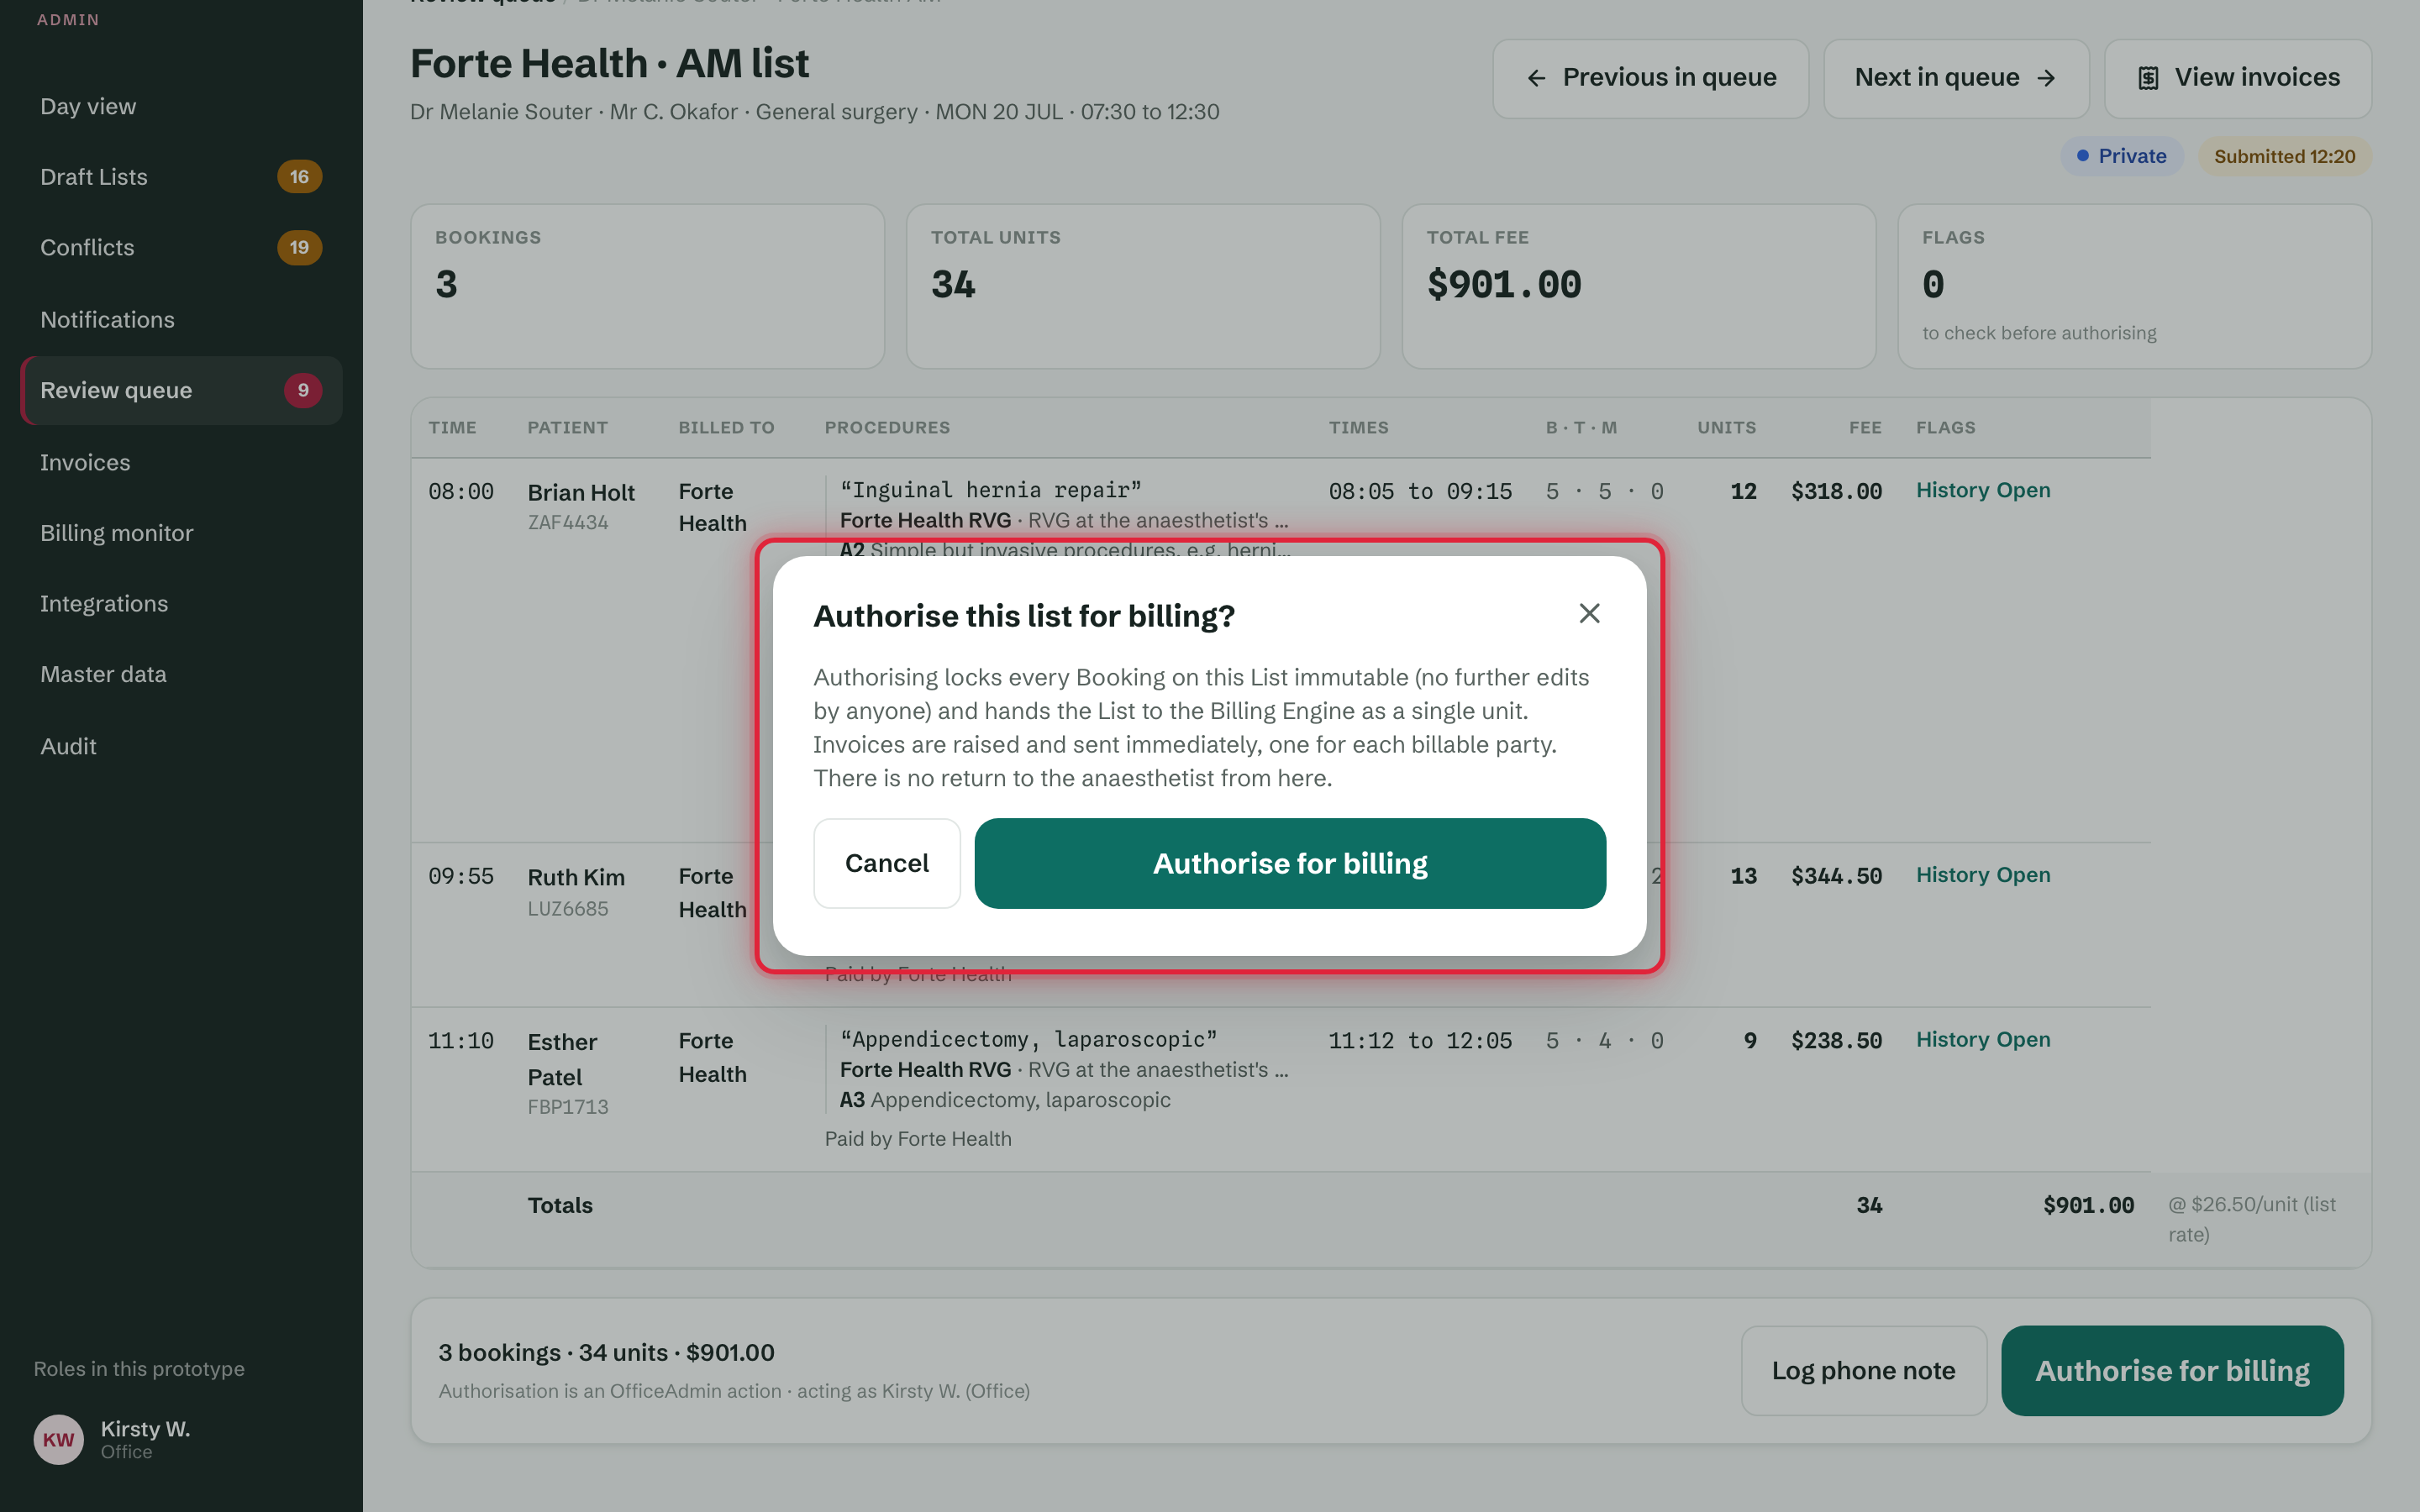 ADMIN
Day view
Draft Lists 16
Conflicts 19
Notifications
Review queue 9
Invoices
Billing monitor
Integrations
Master data
Audit
Roles in this prototype
KW Kirsty W.
Office
Forte Health · AM list
Dr Melanie Souter · Mr C. Okafor · General surgery · MON 20 JUL · 07:30 to 12:30
← Previous in queue
Next in queue →
View invoices
Private
Submitted 12:20
BOOKINGS
3
TOTAL UNITS
34
TOTAL FEE
$901.00
FLAGS
0
to check before authorising
TIME PATIENT BILLED TO PROCEDURES TIMES B · T · M UNITS FEE FLAGS
08:00 Brian Holt Forte “Inguinal hernia repair” 08:05 to 09:15 5 · 5 · 0 12 $318.00 History Open
ZAF4434 Health Forte Health RVG · RVG at the anaesthetist's ...
A2 Simple but invasive procedures, e.g. herni...
Authorise this list for billing?
Authorising locks every Booking on this List immutable (no further edits
by anyone) and hands the List to the Billing Engine as a single unit.
Invoices are raised and sent immediately, one for each billable party.
There is no return to the anaesthetist from here.
Cancel
Authorise for billing
09:55 Ruth Kim Forte 2 13 $344.50 History Open
LUZ6685 Health
Paid by Forte Health
11:10 Esther Forte “Appendicectomy, laparoscopic” 11:12 to 12:05 5 · 4 · 0 9 $238.50 History Open
Patel Health Forte Health RVG · RVG at the anaesthetist's ...
FBP1713 A3 Appendicectomy, laparoscopic
Paid by Forte Health
Totals 34 $901.00 @ $26.50/unit (list
rate)
3 bookings · 34 units · $901.00
Authorisation is an OfficeAdmin action · acting as Kirsty W. (Office)
Log phone note
Authorise for billing